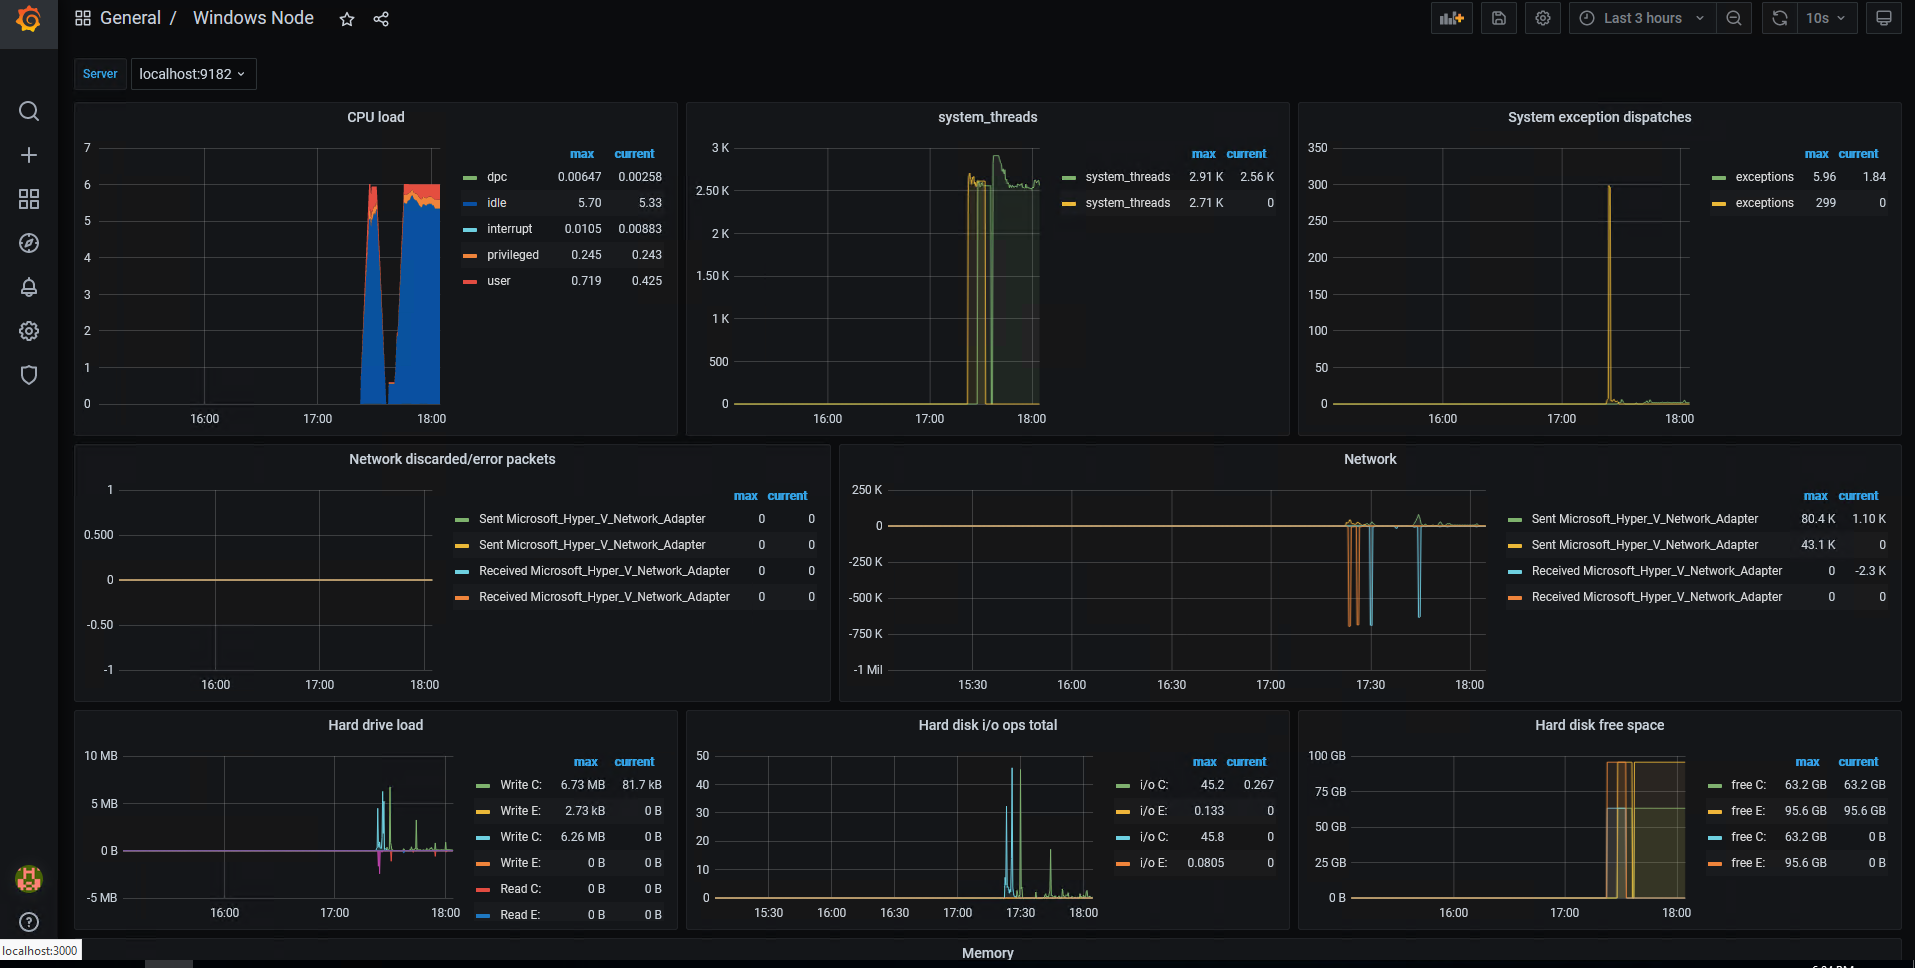 General / Windows Node
Last 3 hours
10s
Server localhost:9182
CPU load
7
6
5
4
3
2
1
0
16:00 17:00 18:00
max current
dpc 0.00647 0.00258
idle 5.70 5.33
interrupt 0.0105 0.00883
privileged 0.245 0.243
user 0.719 0.425
system_threads
3 K
2.50 K
2 K
1.50 K
1 K
500
0
16:00 17:00 18:00
max current
system_threads 2.91 K 2.56 K
system_threads 2.71 K 0
System exception dispatches
350
300
250
200
150
100
50
0
16:00 17:00 18:00
max current
exceptions 5.96 1.84
exceptions 299 0
Network discarded/error packets
1
0.500
0
-0.50
-1
16:00 17:00 18:00
max current
Sent Microsoft_Hyper_V_Network_Adapter 0 0
Sent Microsoft_Hyper_V_Network_Adapter 0 0
Received Microsoft_Hyper_V_Network_Adapter 0 0
Received Microsoft_Hyper_V_Network_Adapter 0 0
Network
250 K
0
-250 K
-500 K
-750 K
-1 Mil
15:30 16:00 16:30 17:00 17:30 18:00
max current
Sent Microsoft_Hyper_V_Network_Adapter 80.4 K 1.10 K
Sent Microsoft_Hyper_V_Network_Adapter 43.1 K 0
Received Microsoft_Hyper_V_Network_Adapter 0 -2.3 K
Received Microsoft_Hyper_V_Network_Adapter 0 0
Hard drive load
10 MB
5 MB
0 B
-5 MB
16:00 17:00 18:00
max current
Write C: 6.73 MB 81.7 kB
Write E: 2.73 kB 0 B
Write C: 6.26 MB 0 B
Write E: 0 B 0 B
Read C: 0 B 0 B
Read E: 0 B 0 B
Hard disk i/o ops total
50
40
30
20
10
0
15:30 16:00 16:30 17:00 17:30 18:00
max current
i/o C: 45.2 0.267
i/o E: 0.133 0
i/o C: 45.8 0
i/o E: 0.0805 0
Hard disk free space
100 GB
75 GB
50 GB
25 GB
0 B
16:00 17:00 18:00
max current
free C: 63.2 GB 63.2 GB
free E: 95.6 GB 95.6 GB
free C: 63.2 GB 0 B
free E: 95.6 GB 0 B
localhost:3000
Memory